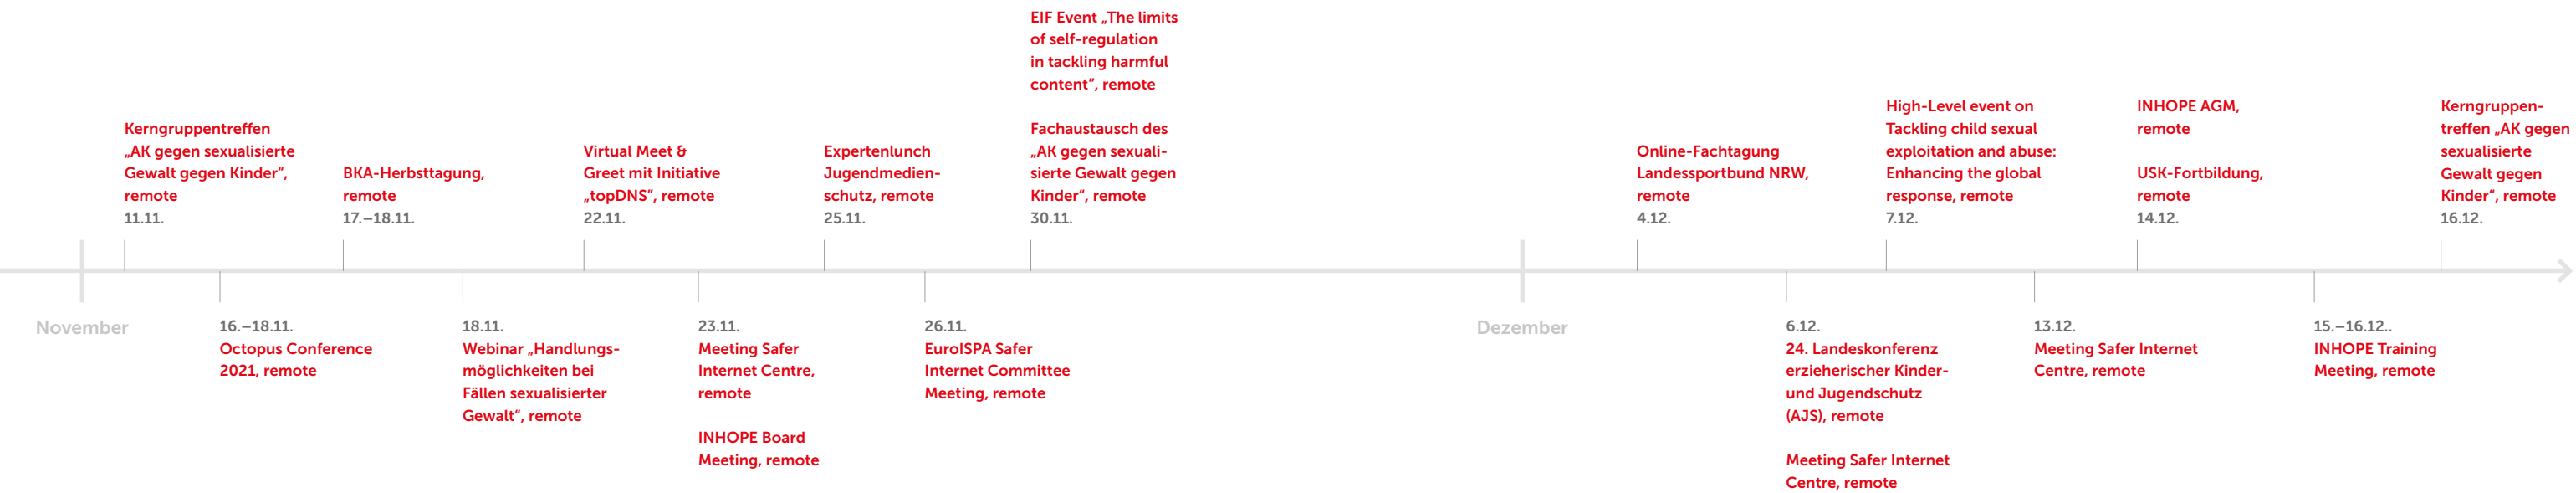 EIF Event „The limits
of self-regulation
in tackling harmful
content“, remote
Fachaustausch des
„AK gegen sexuali-
sierte Gewalt gegen
Kinder“, remote
30.11.
Kerngruppentreffen
„AK gegen sexualisierte
Gewalt gegen Kinder“,
remote
11.11.
BKA-Herbsttagung,
remote
17.–18.11.
Virtual Meet &
Greet mit Initiative
„topDNS“, remote
22.11.
Expertenlunch
Jugendmedien-
schutz, remote
25.11.
Online-Fachtagung
Landessportbund NRW,
remote
4.12.
High-Level event on
Tackling child sexual
exploitation and abuse:
Enhancing the global
response, remote
7.12.
INHOPE AGM,
remote
USK-Fortbildung,
remote
14.12.
Kerngruppen-
treffen „AK gegen
sexualisierte
Gewalt gegen
Kinder“, remote
16.12.
November
16.–18.11.
Octopus Conference
2021, remote
18.11.
Webinar „Handlungs-
möglichkeiten bei
Fällen sexualisierter
Gewalt“, remote
23.11.
Meeting Safer
Internet Centre,
remote
INHOPE Board
Meeting, remote
26.11.
EuroISPA Safer
Internet Committee
Meeting, remote
Dezember
6.12.
24. Landeskonferenz
erzieherischer Kinder-
und Jugendschutz
(AJS), remote
Meeting Safer Internet
Centre, remote
13.12.
Meeting Safer Internet
Centre, remote
15.–16.12..
INHOPE Training
Meeting, remote